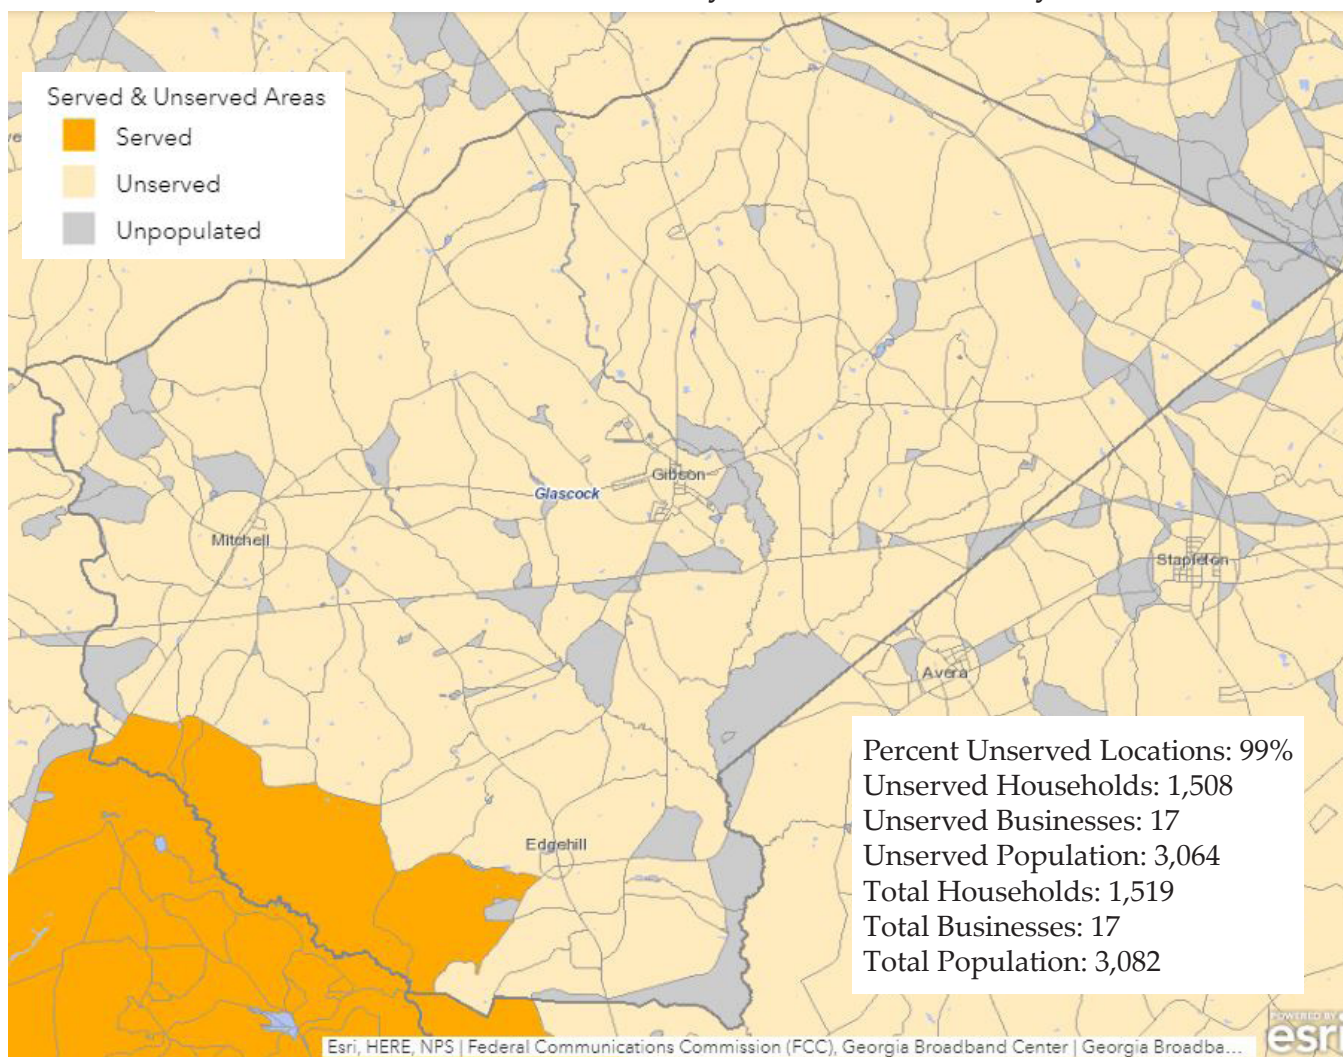 Served & Unserved Areas
Served
Unserved
Unpopulated
Gibson
Glascock
Mitchell
Stapleton
Avera
Edgehill
Percent Unserved Locations: 99%
Unserved Households: 1,508
Unserved Businesses: 17
Unserved Population: 3,064
Total Households: 1,519
Total Businesses: 17
Total Population: 3,082
POWERED BY
esri
Esri, HERE, NPS | Federal Communications Commission (FCC), Georgia Broadband Center | Georgia Broadba...